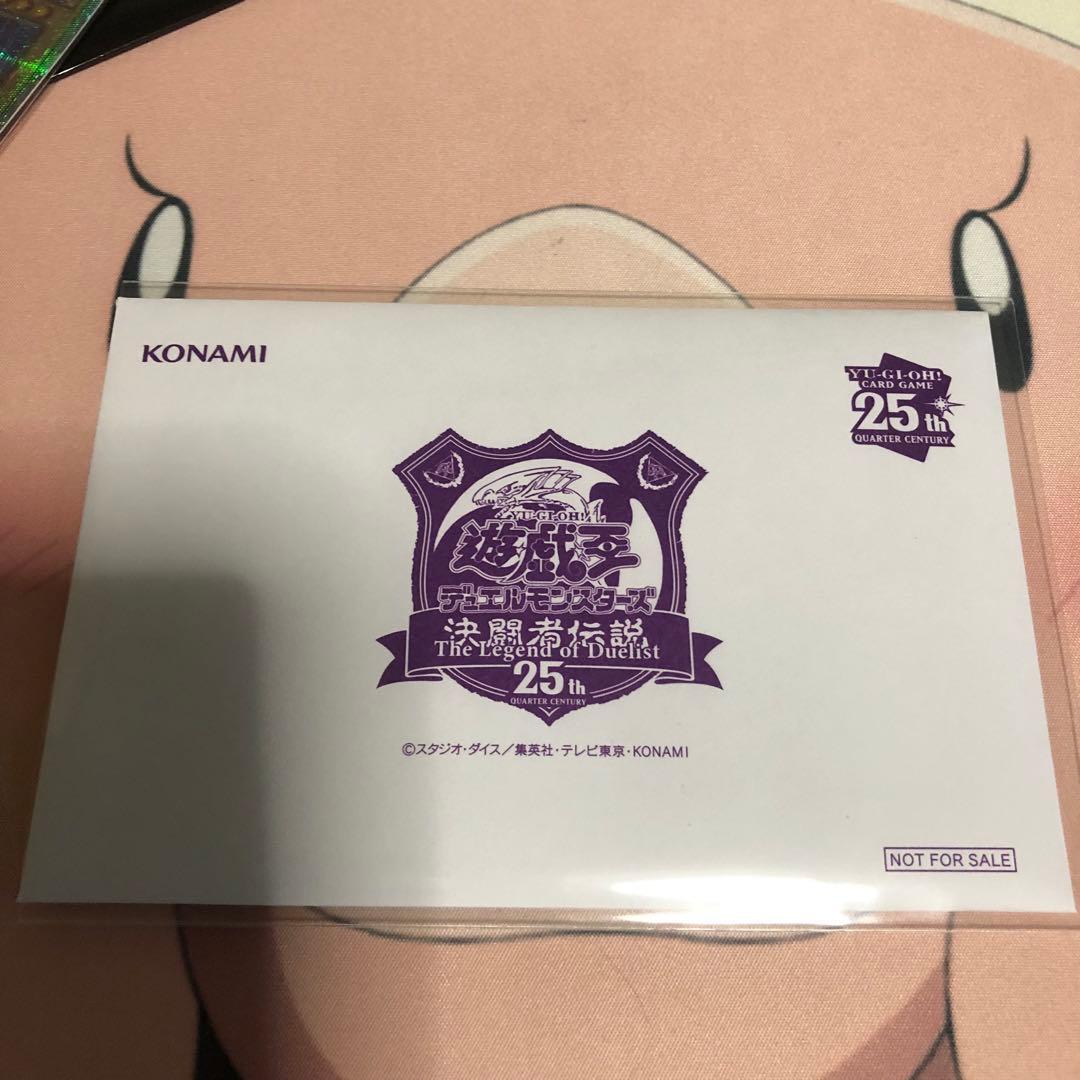 KONAMI
YU-GI-OH!
CARD GAME
25th
QUARTER CENTURY
YU-GI-OH!
遊戯王
デュエルモンスターズ
決闘者伝説
The Legend of Duelist
25th
QUARTER CENTURY
©スタジオ・ダイス/集英社・テレビ東京・KONAMI
NOT FOR SALE